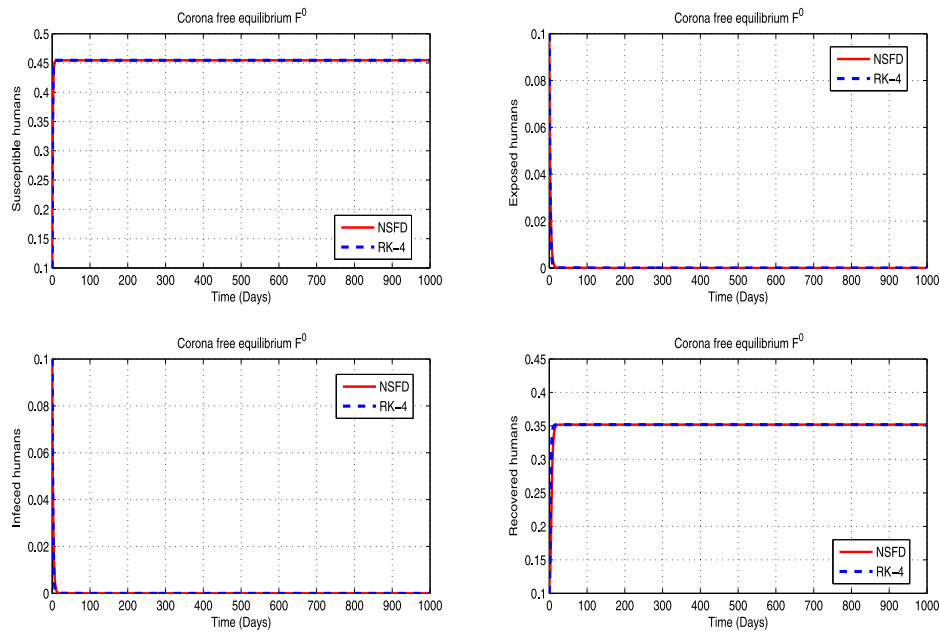 Corona free equilibrium F⁰
0.5
0.45
0.4
0.35
0.3
0.25
0.2
0.15
0.1
Susceptible humans
NSFD
RK−4
0 100 200 300 400 500 600 700 800 900 1000
Time (Days)
Corona free equilibrium F⁰
0.1
0.08
0.06
0.04
0.02
0
Exposed humans
NSFD
RK−4
0 100 200 300 400 500 600 700 800 900 1000
Time (Days)
Corona free equilibrium F⁰
0.1
0.08
0.06
0.04
0.02
0
Infeced humans
NSFD
RK−4
0 100 200 300 400 500 600 700 800 900 1000
Time (Days)
Corona free equilibrium F⁰
0.45
0.4
0.35
0.3
0.25
0.2
0.15
0.1
Recovered humans
NSFD
RK−4
0 100 200 300 400 500 600 700 800 900 1000
Time (Days)